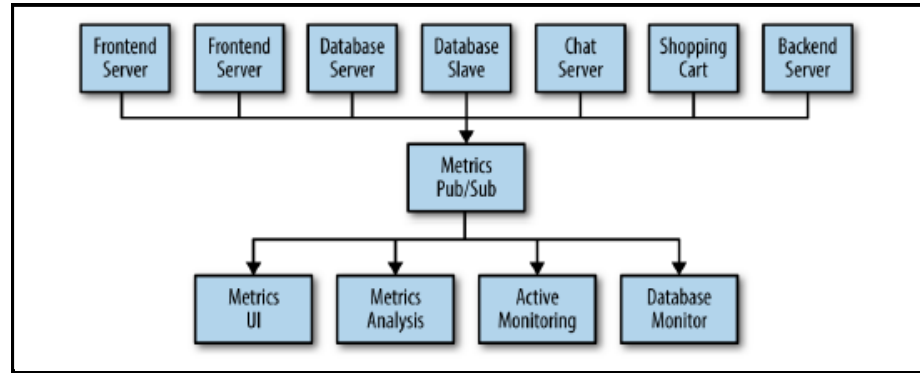 Frontend
Server
Frontend
Server
Database
Server
Database
Slave
Chat
Server
Shopping
Cart
Backend
Server
Metrics
Pub/Sub
Metrics
UI
Metrics
Analysis
Active
Monitoring
Database
Monitor